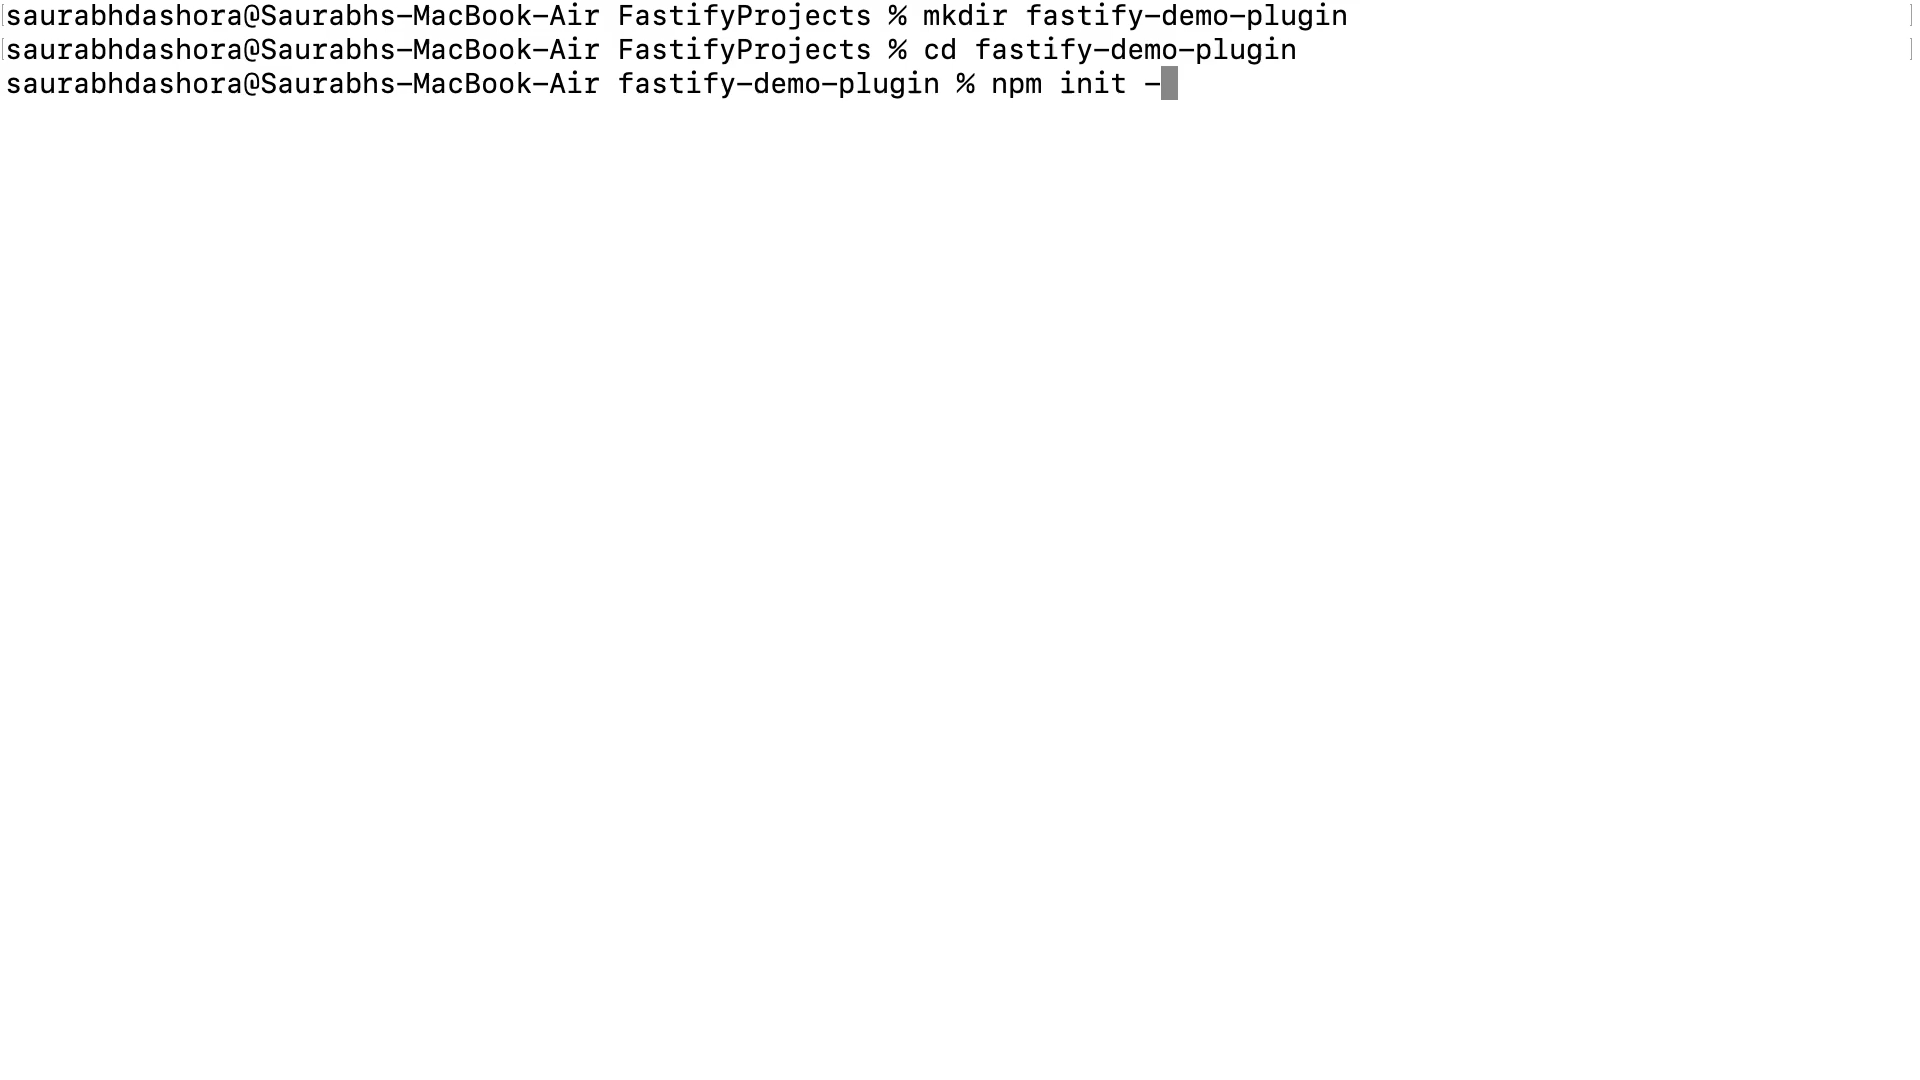 saurabhdashora@Saurabhs-MacBook-Air FastifyProjects % mkdir fastify-demo-plugin
saurabhdashora@Saurabhs-MacBook-Air FastifyProjects % cd fastify-demo-plugin
saurabhdashora@Saurabhs-MacBook-Air fastify-demo-plugin % npm init -